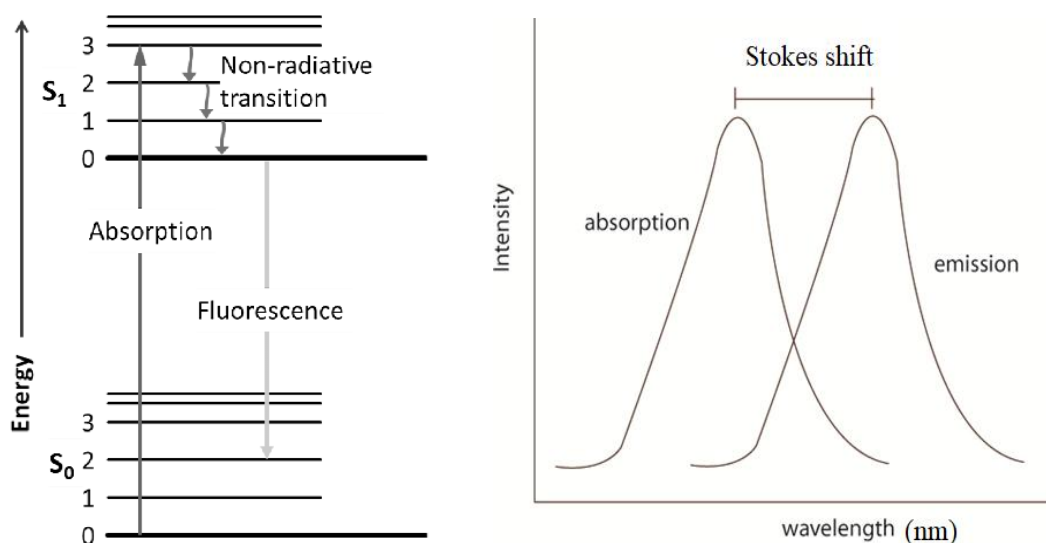 Energy
S1
3
2
1
0
Non-radiative
transition
Absorption
Fluorescence
S0
3
2
1
0
Stokes shift
Intensity
absorption
emission
wavelength (nm)